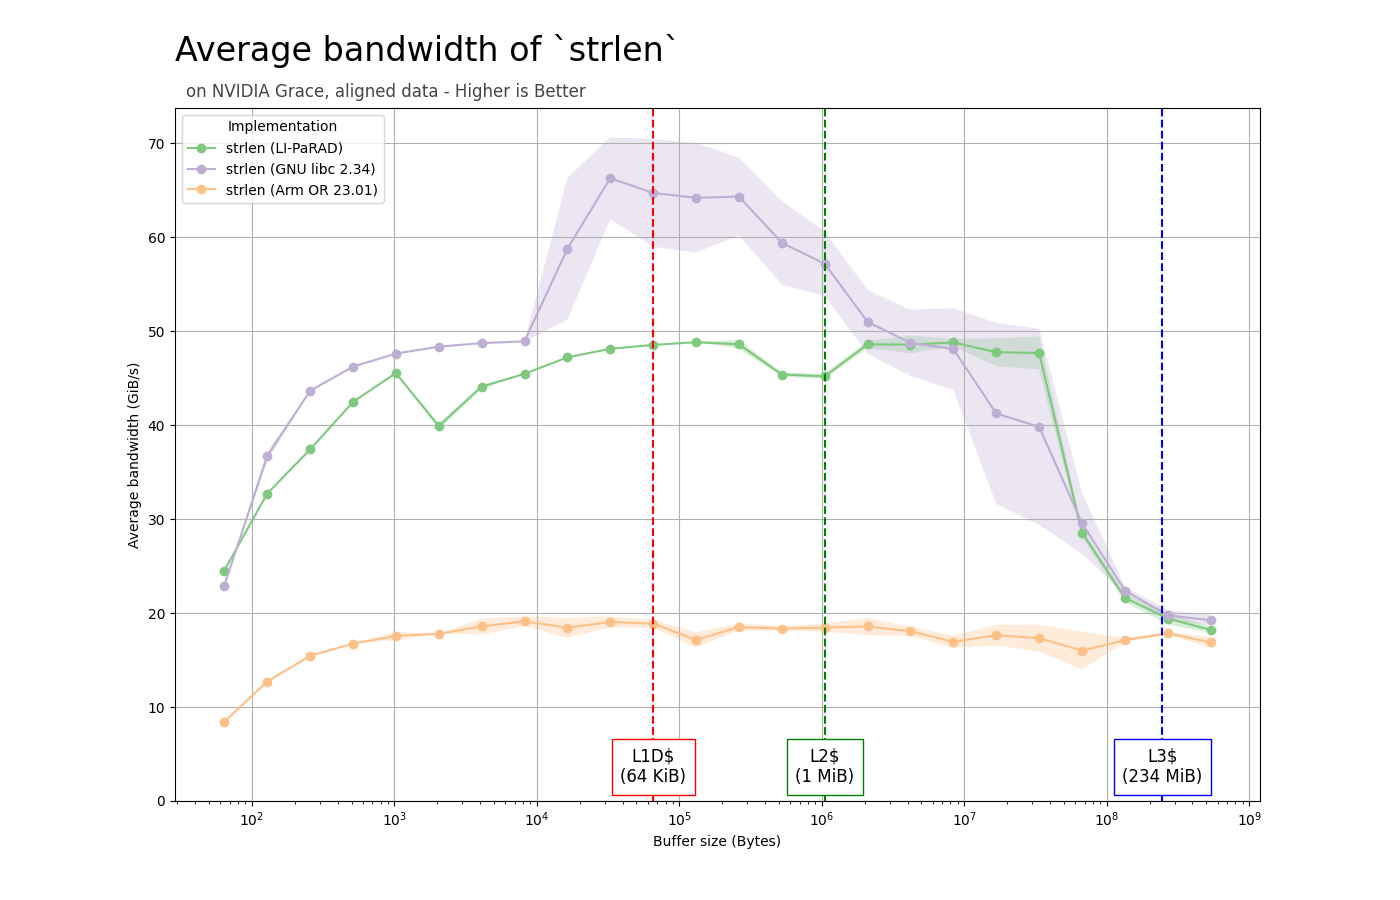 Average bandwidth of `strlen`
on NVIDIA Grace, aligned data - Higher is Better
Implementation
strlen (LI-PaRAD)
strlen (GNU libc 2.34)
strlen (Arm OR 23.01)
Average bandwidth (GiB/s)
70
60
50
40
30
20
10
0
L1D$
(64 KiB)
L2$
(1 MiB)
L3$
(234 MiB)
10² 10³ 10⁴ 10⁵ 10⁶ 10⁷ 10⁸ 10⁹
Buffer size (Bytes)